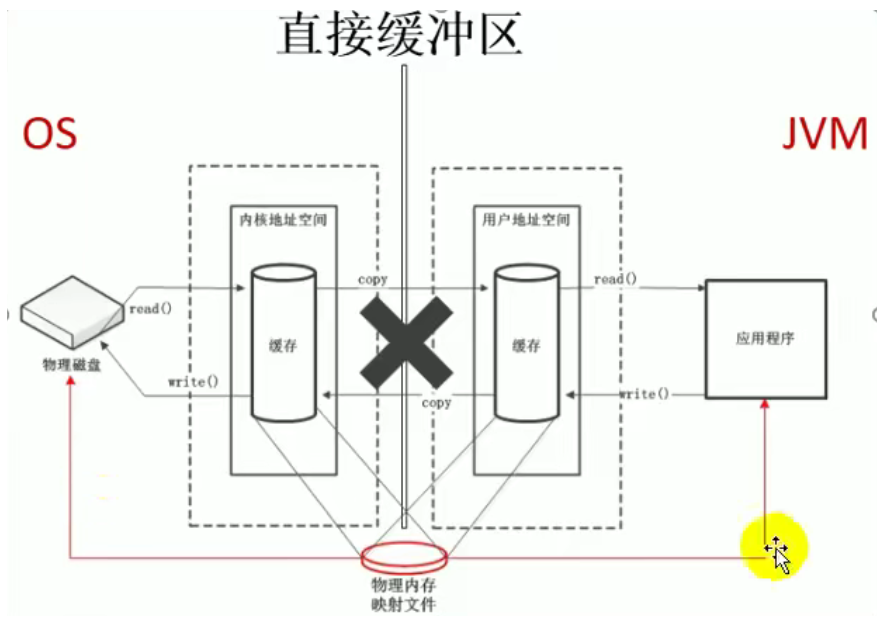 直接缓冲区
OS
JVM
内核地址空间
用户地址空间
copy
read()
read()
缓存
缓存
应用程序
物理磁盘
write()
write()
copy
物理内存
映射文件